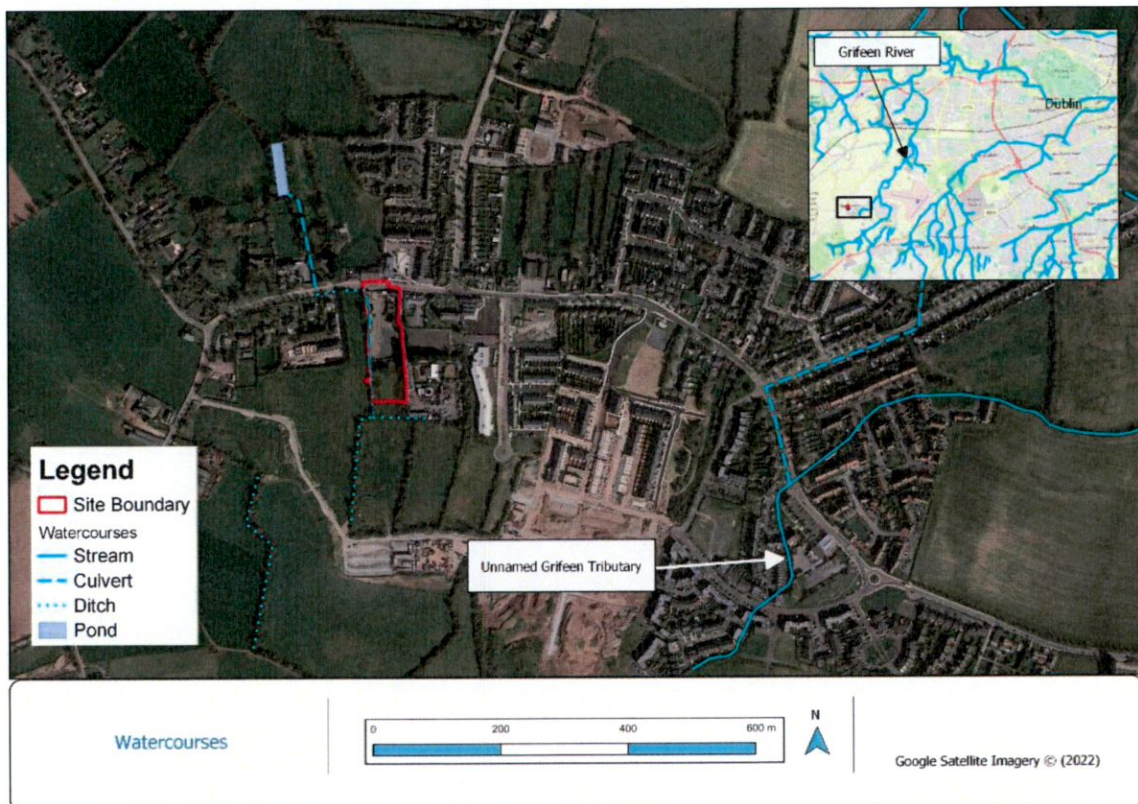 Grifeen River
Dublin
Unnamed Grifeen Tributary
Legend
Site Boundary
Watercourses
Stream
Culvert
Ditch
Pond
Watercourses
0 200 400 600 m
N
Google Satellite Imagery © (2022)